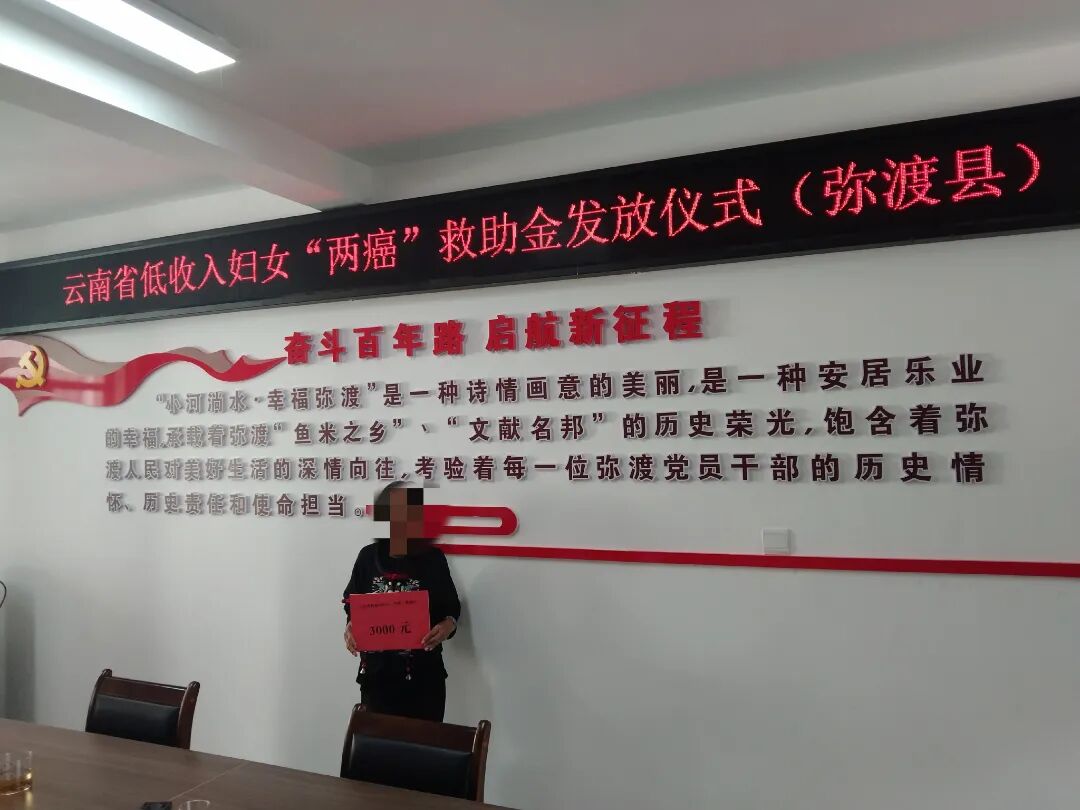 云南省低收入妇女“两癌”救助金发放仪式（弥渡县）
奋斗百年路 启航新征程
“小河淌水·幸福弥渡”是一种诗情画意的美丽,是一种安居乐业
的幸福,承载着弥渡“鱼米之乡”、“文献名邦”的历史荣光,饱含着弥
渡人民对美好生活的深情向往,考验着每一位弥渡党员干部的历史情
怀、历史责任和使命担当。
3000 元